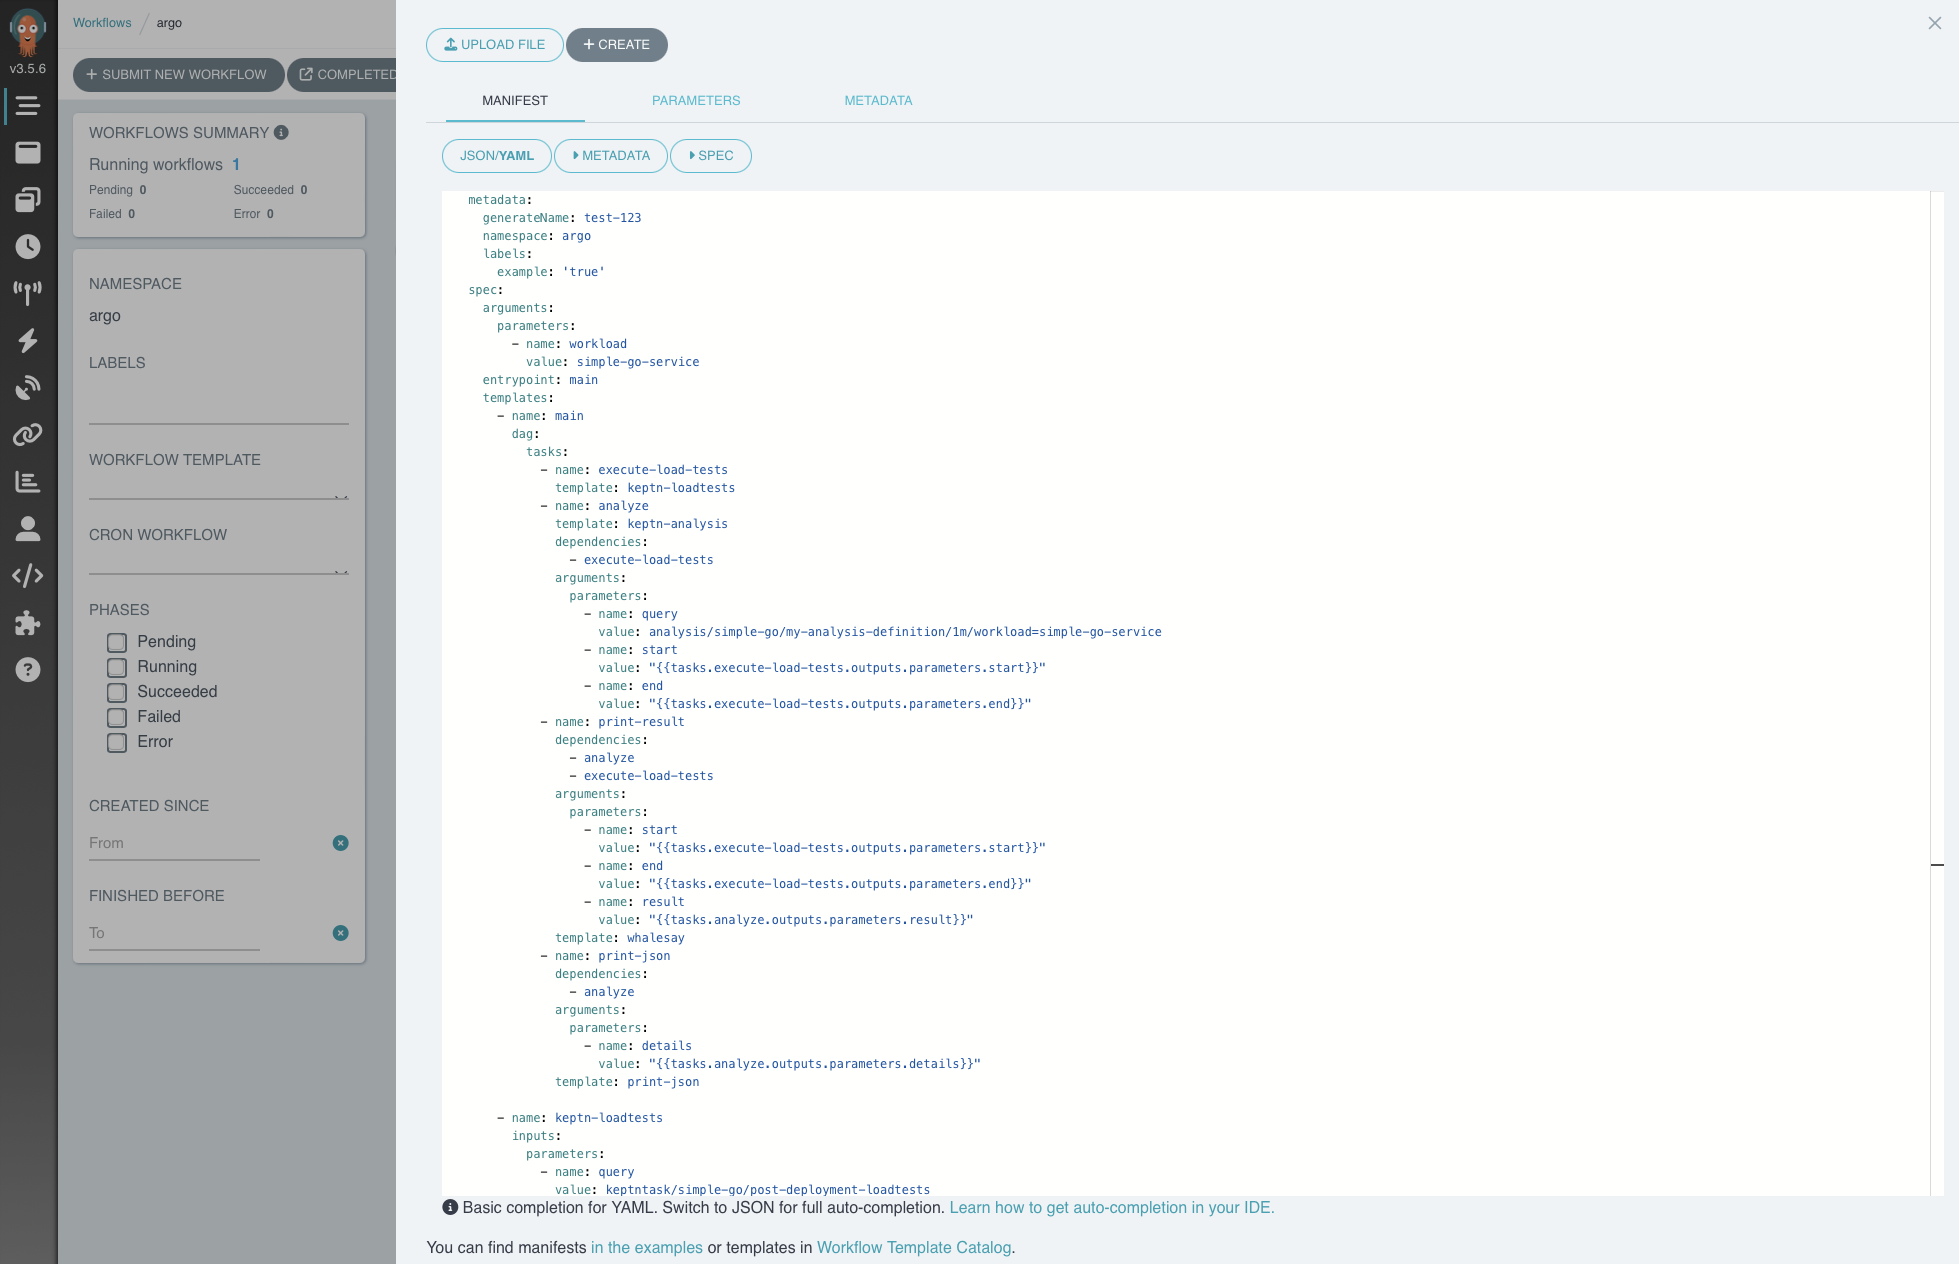 Workflows / argo
v3.5.6
+ SUBMIT NEW WORKFLOW
COMPLETED
WORKFLOWS SUMMARY
Running workflows 1
Pending 0 Succeeded 0
Failed 0 Error 0
NAMESPACE
argo
LABELS
WORKFLOW TEMPLATE
CRON WORKFLOW
PHASES
Pending
Running
Succeeded
Failed
Error
CREATED SINCE
From
FINISHED BEFORE
To
UPLOAD FILE
+ CREATE
MANIFEST PARAMETERS METADATA
JSON/YAML METADATA SPEC
metadata:
generateName: test-123
namespace: argo
labels:
example: 'true'
spec:
arguments:
parameters:
- name: workload
value: simple-go-service
entrypoint: main
templates:
- name: main
dag:
tasks:
- name: execute-load-tests
template: keptn-loadtests
- name: analyze
template: keptn-analysis
dependencies:
- execute-load-tests
arguments:
parameters:
- name: query
value: analysis/simple-go/my-analysis-definition/1m/workload=simple-go-service
- name: start
value: "{{tasks.execute-load-tests.outputs.parameters.start}}"
- name: end
value: "{{tasks.execute-load-tests.outputs.parameters.end}}"
- name: print-result
dependencies:
- analyze
- execute-load-tests
arguments:
parameters:
- name: start
value: "{{tasks.execute-load-tests.outputs.parameters.start}}"
- name: end
value: "{{tasks.execute-load-tests.outputs.parameters.end}}"
- name: result
value: "{{tasks.analyze.outputs.parameters.result}}"
template: whalesay
- name: print-json
dependencies:
- analyze
arguments:
parameters:
- name: details
value: "{{tasks.analyze.outputs.parameters.details}}"
template: print-json
- name: keptn-loadtests
inputs:
parameters:
- name: query
value: keptntask/simple-go/post-deployment-loadtests
Basic completion for YAML. Switch to JSON for full auto-completion. Learn how to get auto-completion in your IDE.
You can find manifests in the examples or templates in Workflow Template Catalog.